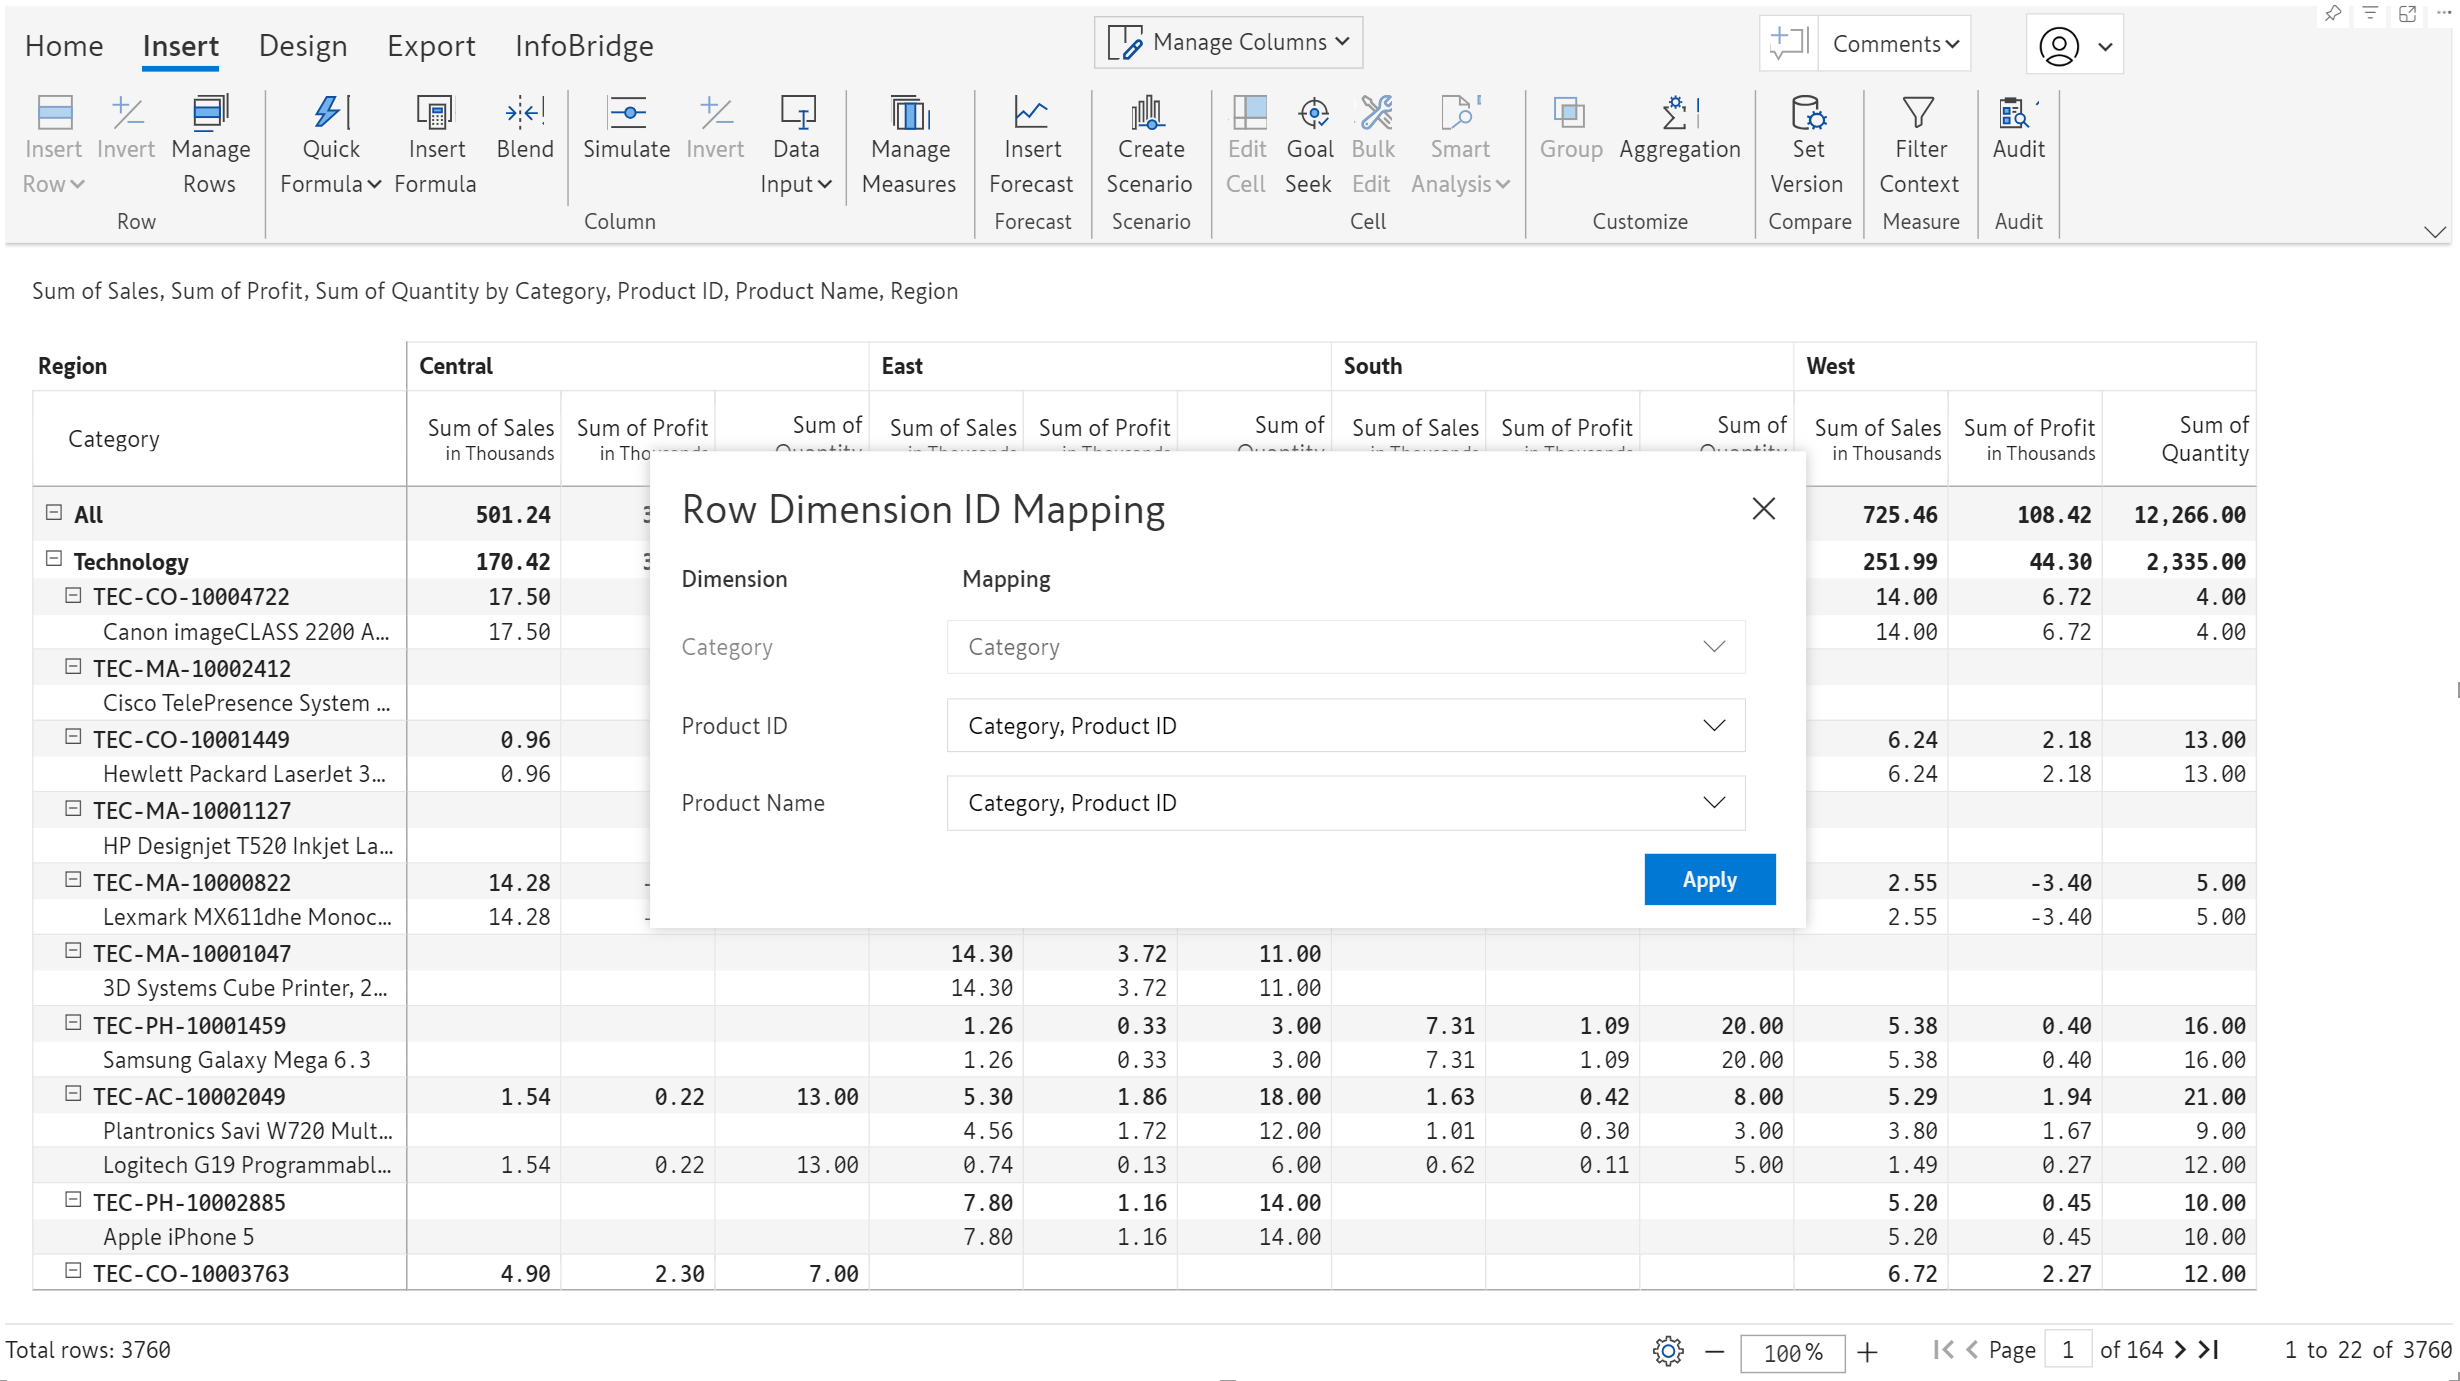 Home Insert Design Export InfoBridge
Manage Columns
Comments
Insert Row
Invert
Manage Rows
Quick Formula
Insert Formula
Blend
Simulate
Invert
Data Input
Manage Measures
Insert Forecast
Create Scenario
Edit Cell
Goal Seek
Bulk Edit
Smart Analysis
Group
Aggregation
Set Version
Filter Context
Audit
Row Column Forecast Scenario Cell Customize Compare Measure Audit
Sum of Sales, Sum of Profit, Sum of Quantity by Category, Product ID, Product Name, Region
Region Central East South West
Category Sum of Sales in Thousands Sum of Profit in Thousands Sum of Quantity Sum of Sales in Thousands Sum of Profit in Thousands Sum of Quantity Sum of Sales in Thousands Sum of Profit in Thousands Sum of Quantity Sum of Sales in Thousands Sum of Profit in Thousands Sum of Quantity
All 501.24 725.46 108.42 12,266.00
Technology 170.42 251.99 44.30 2,335.00
TEC-CO-10004722 17.50 14.00 6.72 4.00
Canon imageCLASS 2200 A... 17.50 14.00 6.72 4.00
TEC-MA-10002412
Cisco TelePresence System ...
TEC-CO-10001449 0.96 6.24 2.18 13.00
Hewlett Packard LaserJet 3... 0.96 6.24 2.18 13.00
TEC-MA-10001127
HP Designjet T520 Inkjet La...
TEC-MA-10000822 14.28 2.55 -3.40 5.00
Lexmark MX611dhe Monoc... 14.28 2.55 -3.40 5.00
TEC-MA-10001047 14.30 3.72 11.00
3D Systems Cube Printer, 2... 14.30 3.72 11.00
TEC-PH-10001459 1.26 0.33 3.00 7.31 1.09 20.00 5.38 0.40 16.00
Samsung Galaxy Mega 6.3 1.26 0.33 3.00 7.31 1.09 20.00 5.38 0.40 16.00
TEC-AC-10002049 1.54 0.22 13.00 5.30 1.86 18.00 1.63 0.42 8.00 5.29 1.94 21.00
Plantronics Savi W720 Mult... 4.56 1.72 12.00 1.01 0.30 3.00 3.80 1.67 9.00
Logitech G19 Programmabl... 1.54 0.22 13.00 0.74 0.13 6.00 0.62 0.11 5.00 1.49 0.27 12.00
TEC-PH-10002885 7.80 1.16 14.00 5.20 0.45 10.00
Apple iPhone 5 7.80 1.16 14.00 5.20 0.45 10.00
TEC-CO-10003763 4.90 2.30 7.00 6.72 2.27 12.00
Row Dimension ID Mapping
Dimension Mapping
Category Category
Product ID Category, Product ID
Product Name Category, Product ID
Apply
Total rows: 3760
100%
Page 1 of 164
1 to 22 of 3760